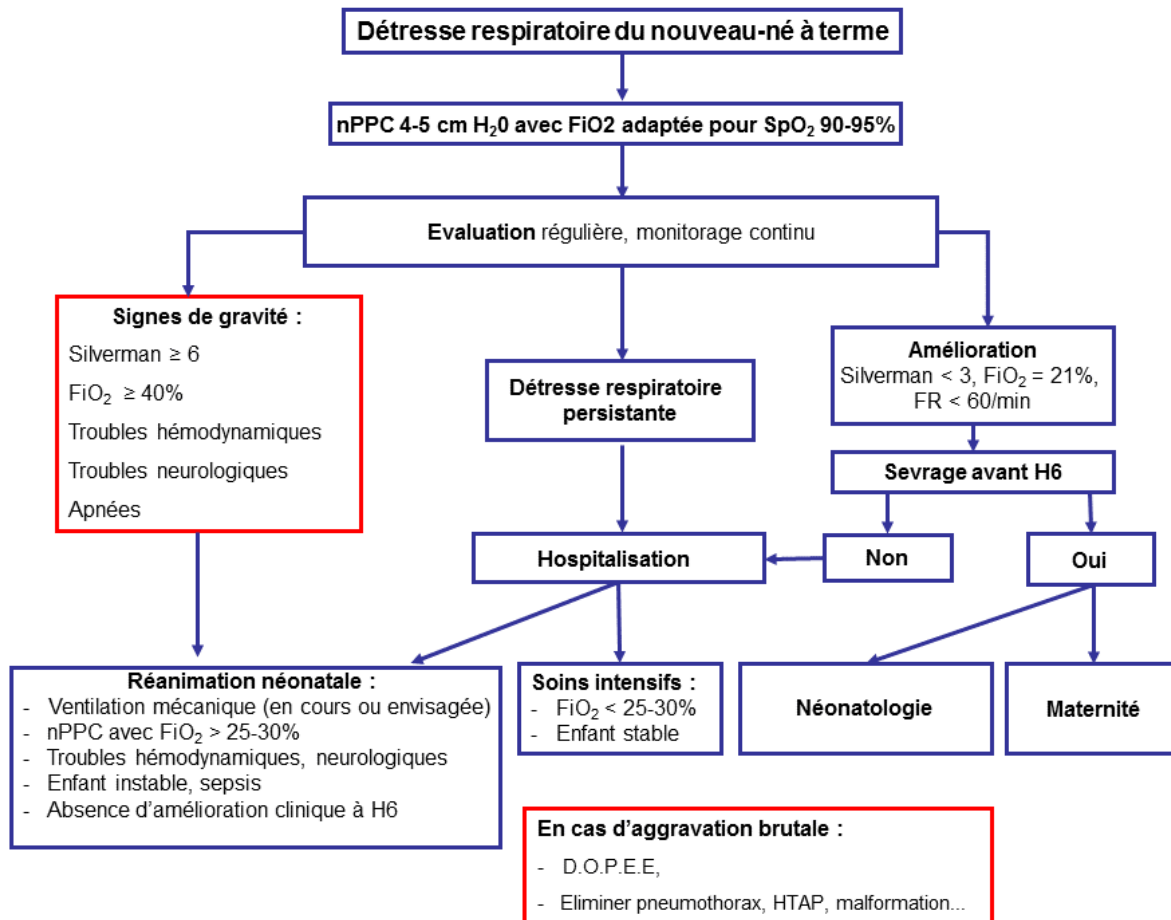 Détresse respiratoire du nouveau-né à terme
nPPC 4-5 cm H₂0 avec FiO2 adaptée pour SpO₂ 90-95%
Evaluation régulière, monitorage continu
Signes de gravité :
Silverman ≥ 6
FiO₂ ≥ 40%
Troubles hémodynamiques
Troubles neurologiques
Apnées
Détresse respiratoire
persistante
Amélioration
Silverman < 3, FiO₂ = 21%,
FR < 60/min
Sevrage avant H6
Hospitalisation
Non
Oui
Réanimation néonatale :
- Ventilation mécanique (en cours ou envisagée)
- nPPC avec FiO₂ > 25-30%
- Troubles hémodynamiques, neurologiques
- Enfant instable, sepsis
- Absence d’amélioration clinique à H6
Soins intensifs :
- FiO₂ < 25-30%
- Enfant stable
Néonatologie
Maternité
En cas d’aggravation brutale :
- D.O.P.E.E,
- Eliminer pneumothorax, HTAP, malformation...